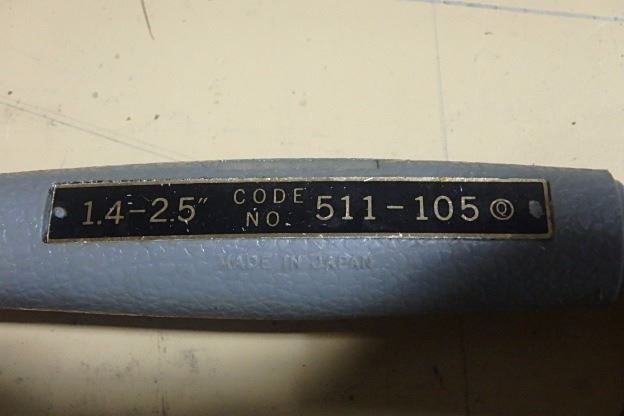 1.4-2.5" CODE NO. 511-105 Q
MADE IN JAPAN